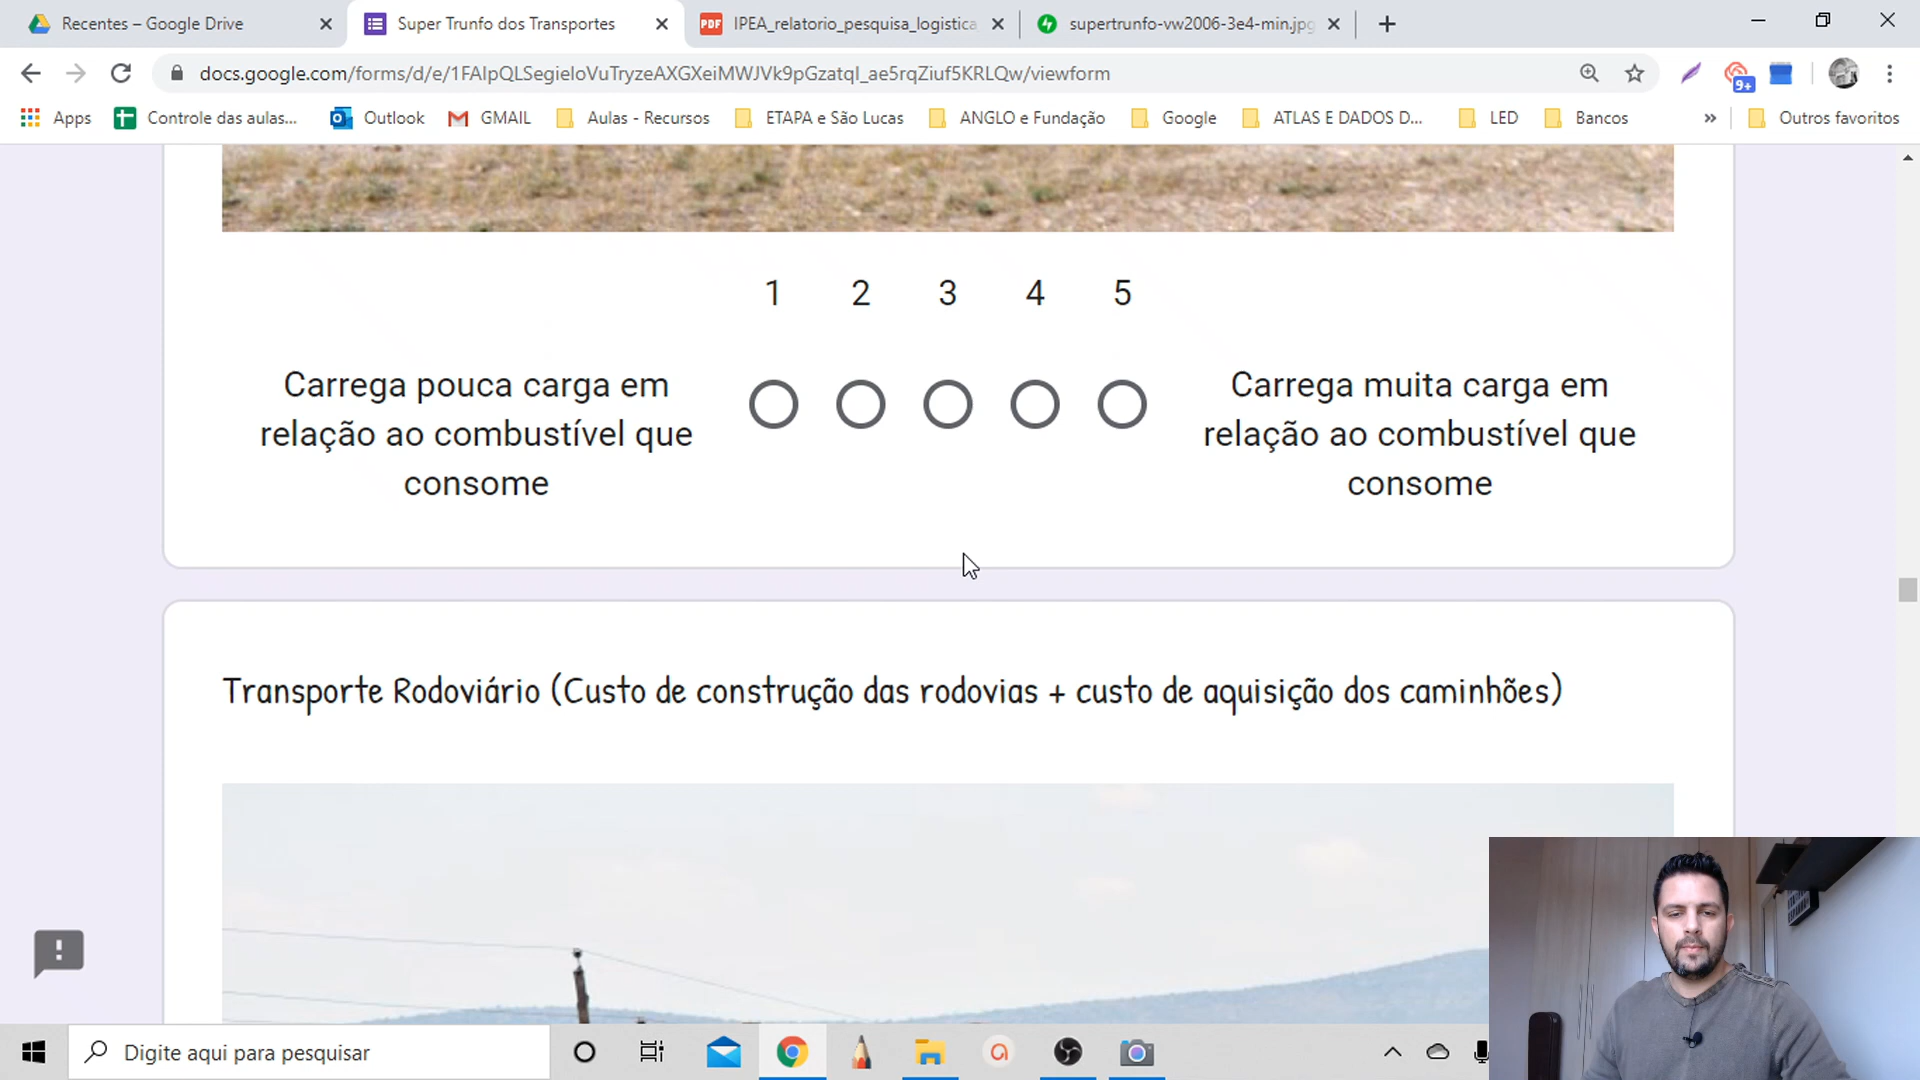 Recentes – Google Drive
Super Trunfo dos Transportes
PDF
IPEA_relatorio_pesquisa_logistica
supertrunfo-vw2006-3e4-min.jpg
docs.google.com/forms/d/e/1FAIpQLSegieIoVuTryzeAXGXeiMWJVk9pGzatqI_ae5rqZiuf5KRLQw/viewform
9+
Apps
Controle das aulas...
Outlook
GMAIL
Aulas - Recursos
ETAPA e São Lucas
ANGLO e Fundação
Google
ATLAS E DADOS D...
LED
Bancos
»
Outros favoritos
1 2 3 4 5
Carrega pouca carga em
relação ao combustível que
consome
Carrega muita carga em
relação ao combustível que
consome
Transporte Rodoviário (Custo de construção das rodovias + custo de aquisição dos caminhões)
Digite aqui para pesquisar